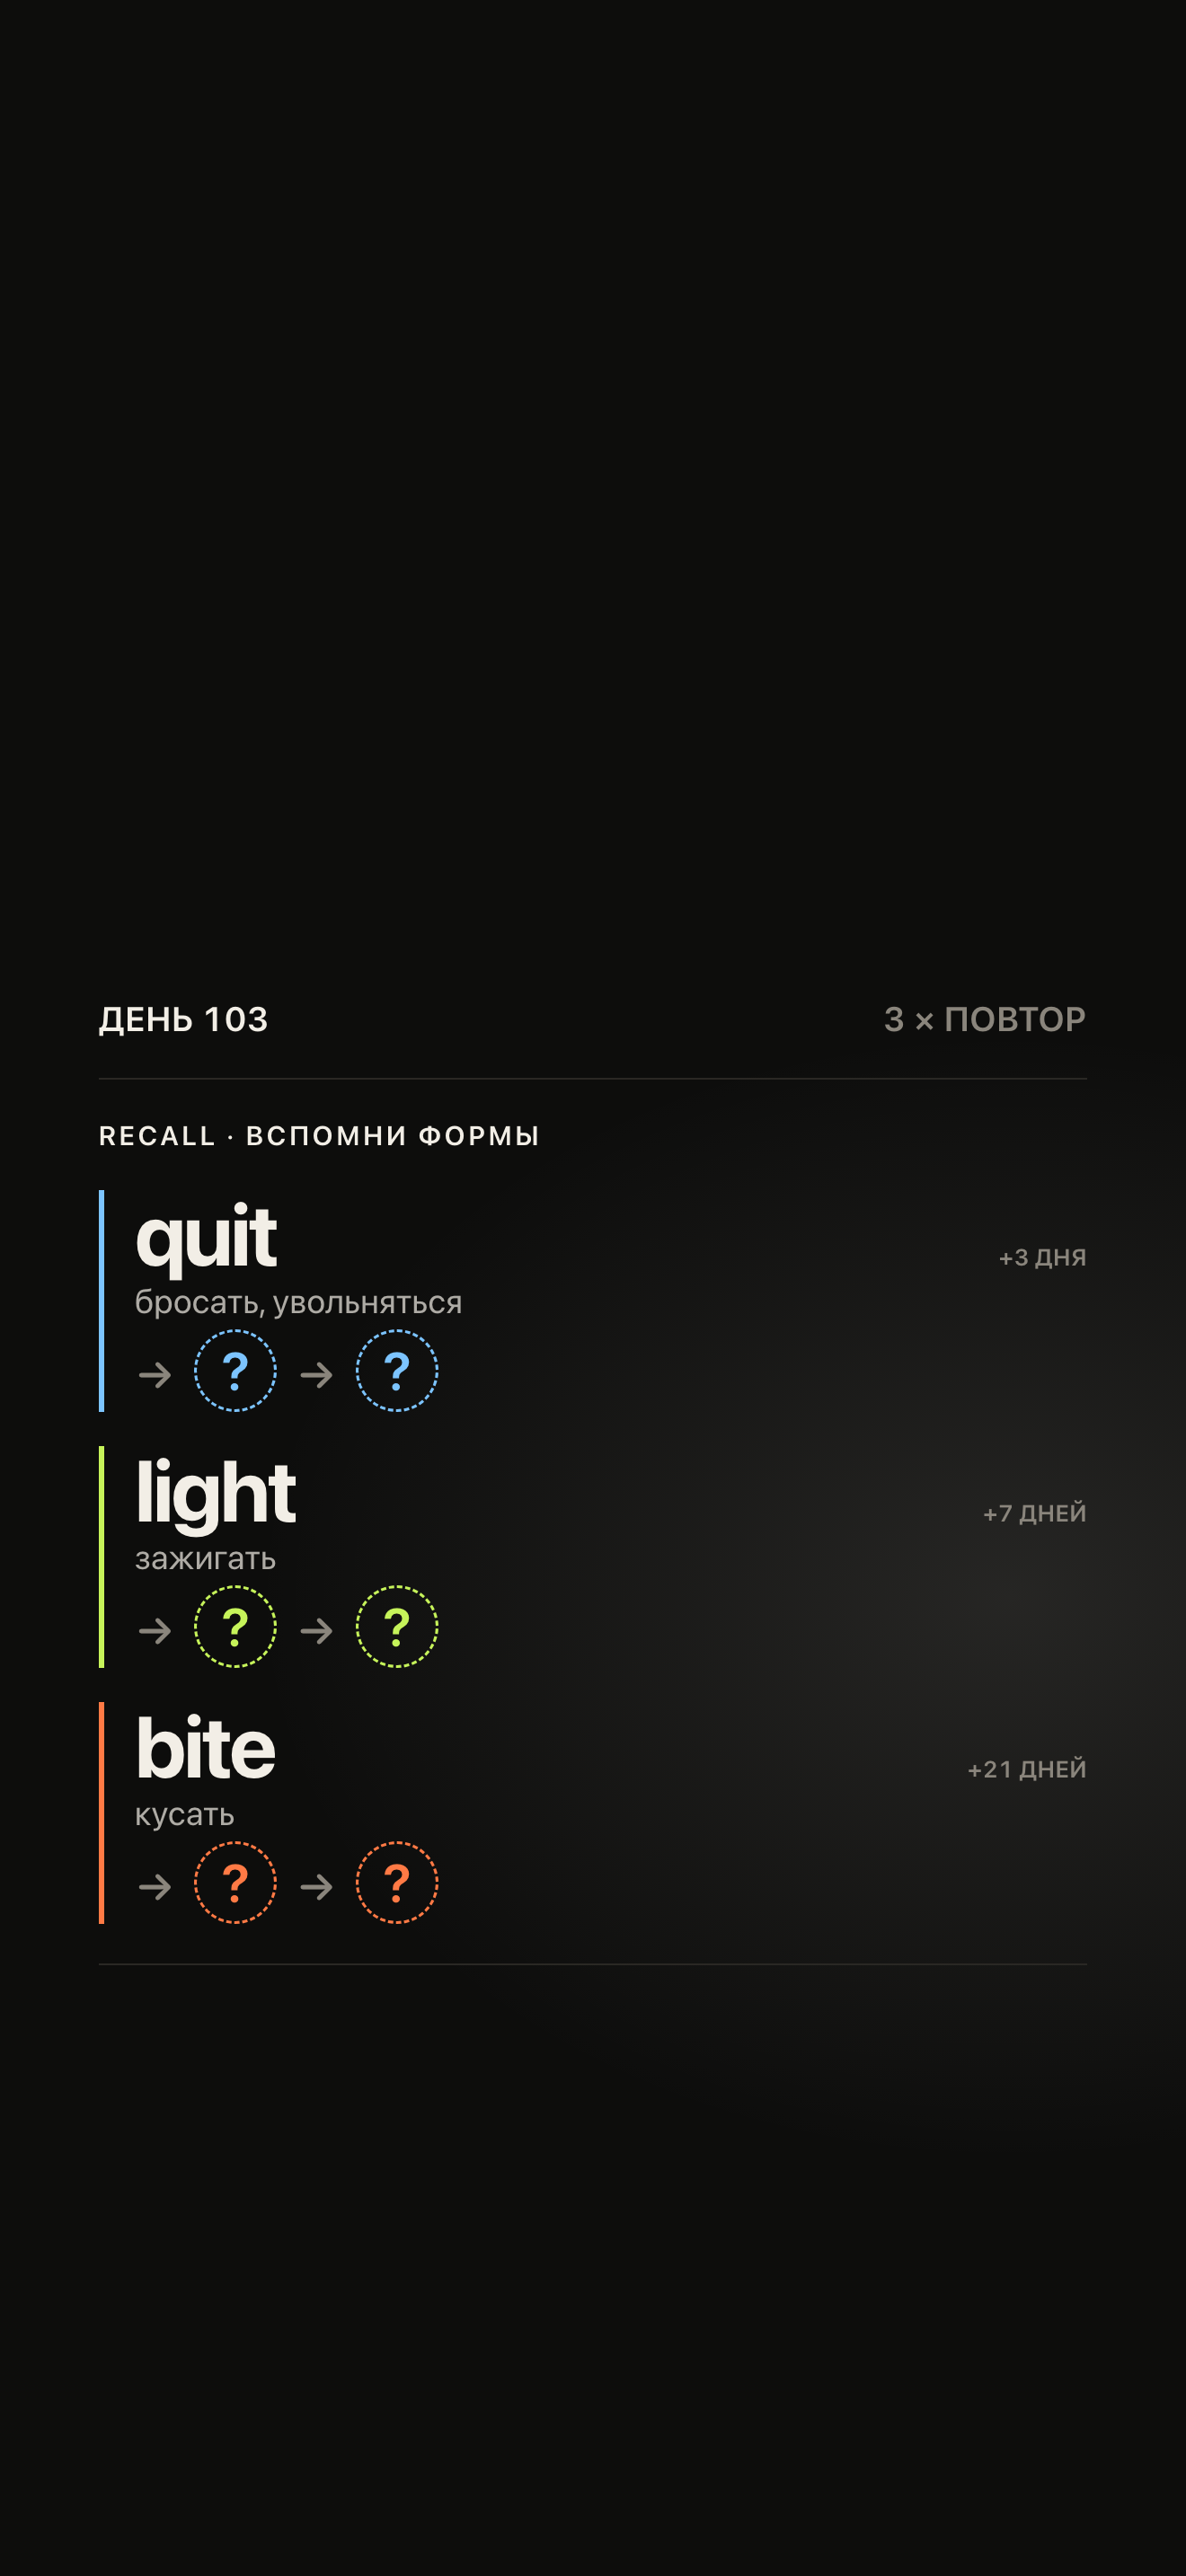 ДЕНЬ 103
3 × ПОВТОР
RECALL · ВСПОМНИ ФОРМЫ
quit
+3 ДНЯ
бросать, увольняться
→ ? → ?
light
+7 ДНЕЙ
зажигать
→ ? → ?
bite
+21 ДНЕЙ
кусать
→ ? → ?